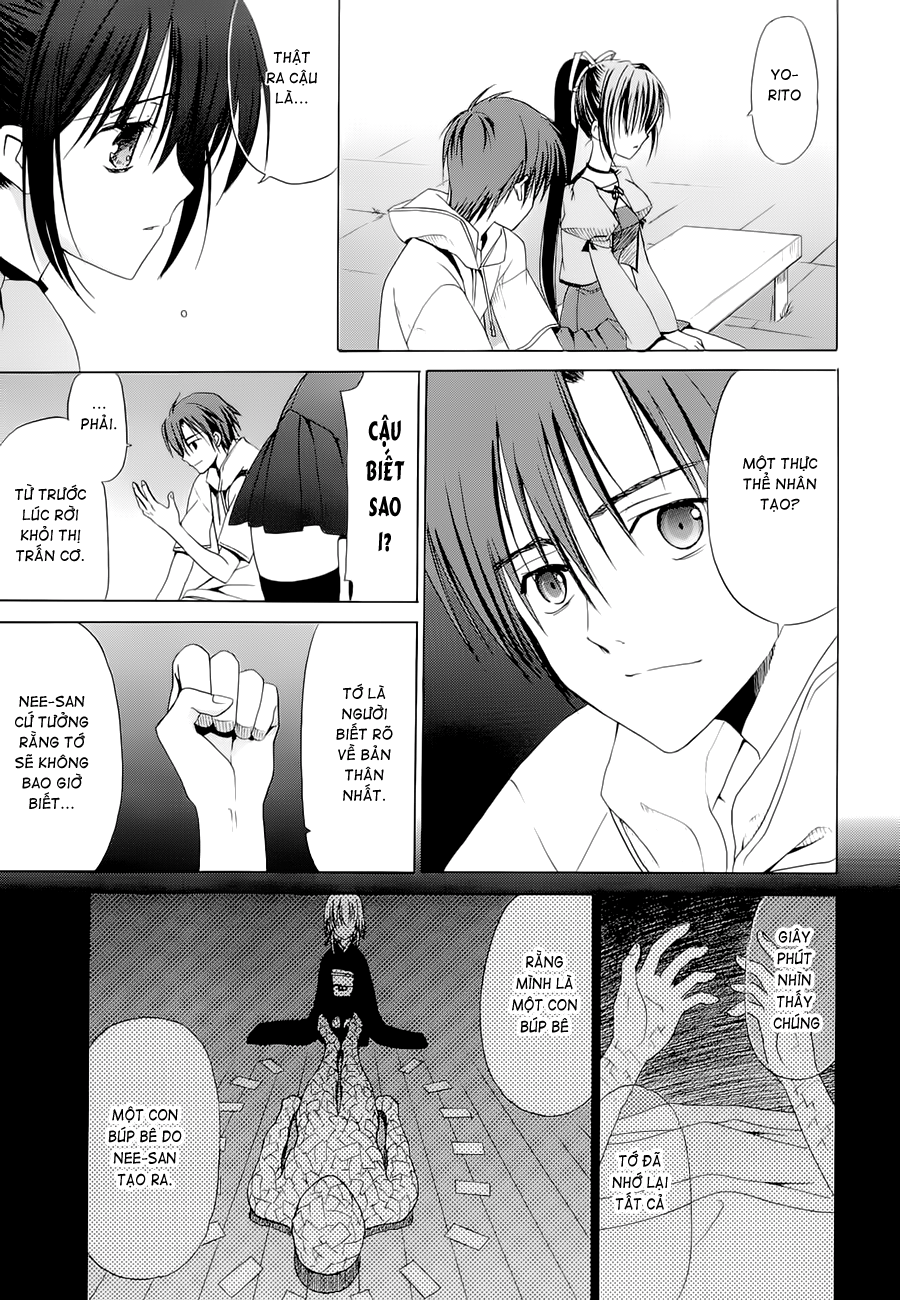 YO-
RITO
THẬT
RA CẬU
LÀ...
MỘT THỰC
THỂ NHÂN
TẠO?
CẬU
BIẾT
SAO
!?
...
PHẢI.
TỪ TRƯỚC
LÚC RỜI
KHỎI THỊ
TRẤN CƠ.
TỚ LÀ
NGƯỜI
BIẾT RÕ
VỀ BẢN
THÂN
NHẤT.
NEE-SAN
CỨ TƯỞNG
RẰNG TỚ
SẼ KHÔNG
BAO GIỜ
BIẾT...
GIÂY
PHÚT
NHÌN
THẤY
CHÚNG
TỚ ĐÃ
NHỚ LẠI
TẤT CẢ
RẰNG
MÌNH LÀ
MỘT CON
BÚP BÊ
MỘT CON
BÚP BÊ DO
NEE-SAN
TẠO RA.